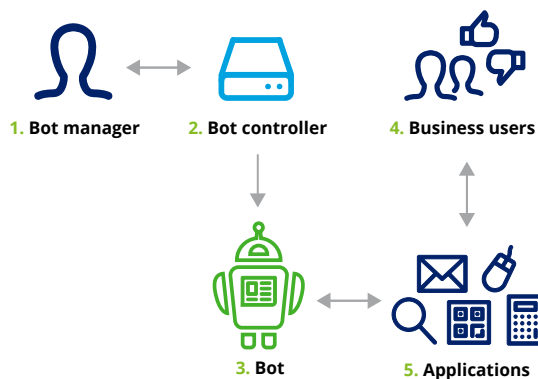 1. Bot manager
2. Bot controller
4. Business users
3. Bot
5. Applications